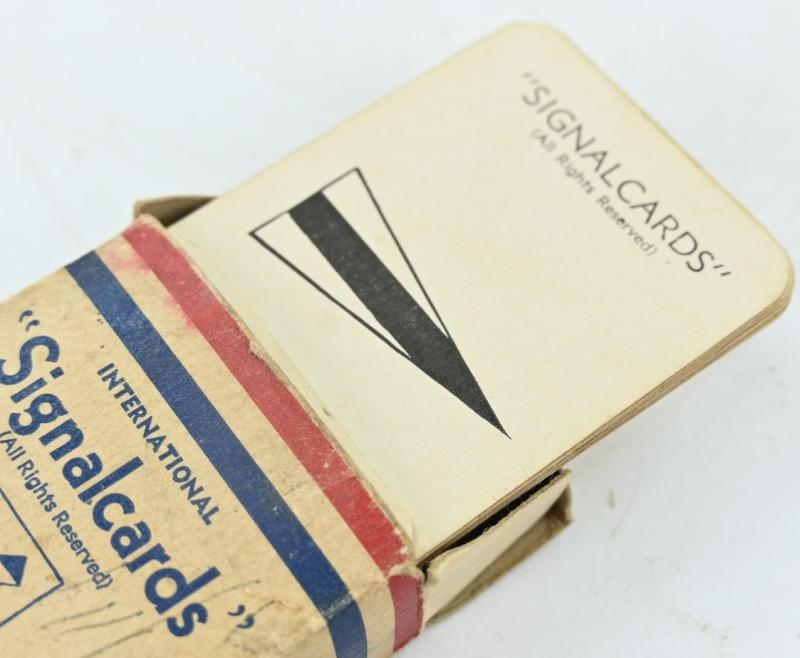 "SIGNALCARDS"
(All Rights Reserved)
INTERNATIONAL
"Signalcards"
(All Rights Reserved)